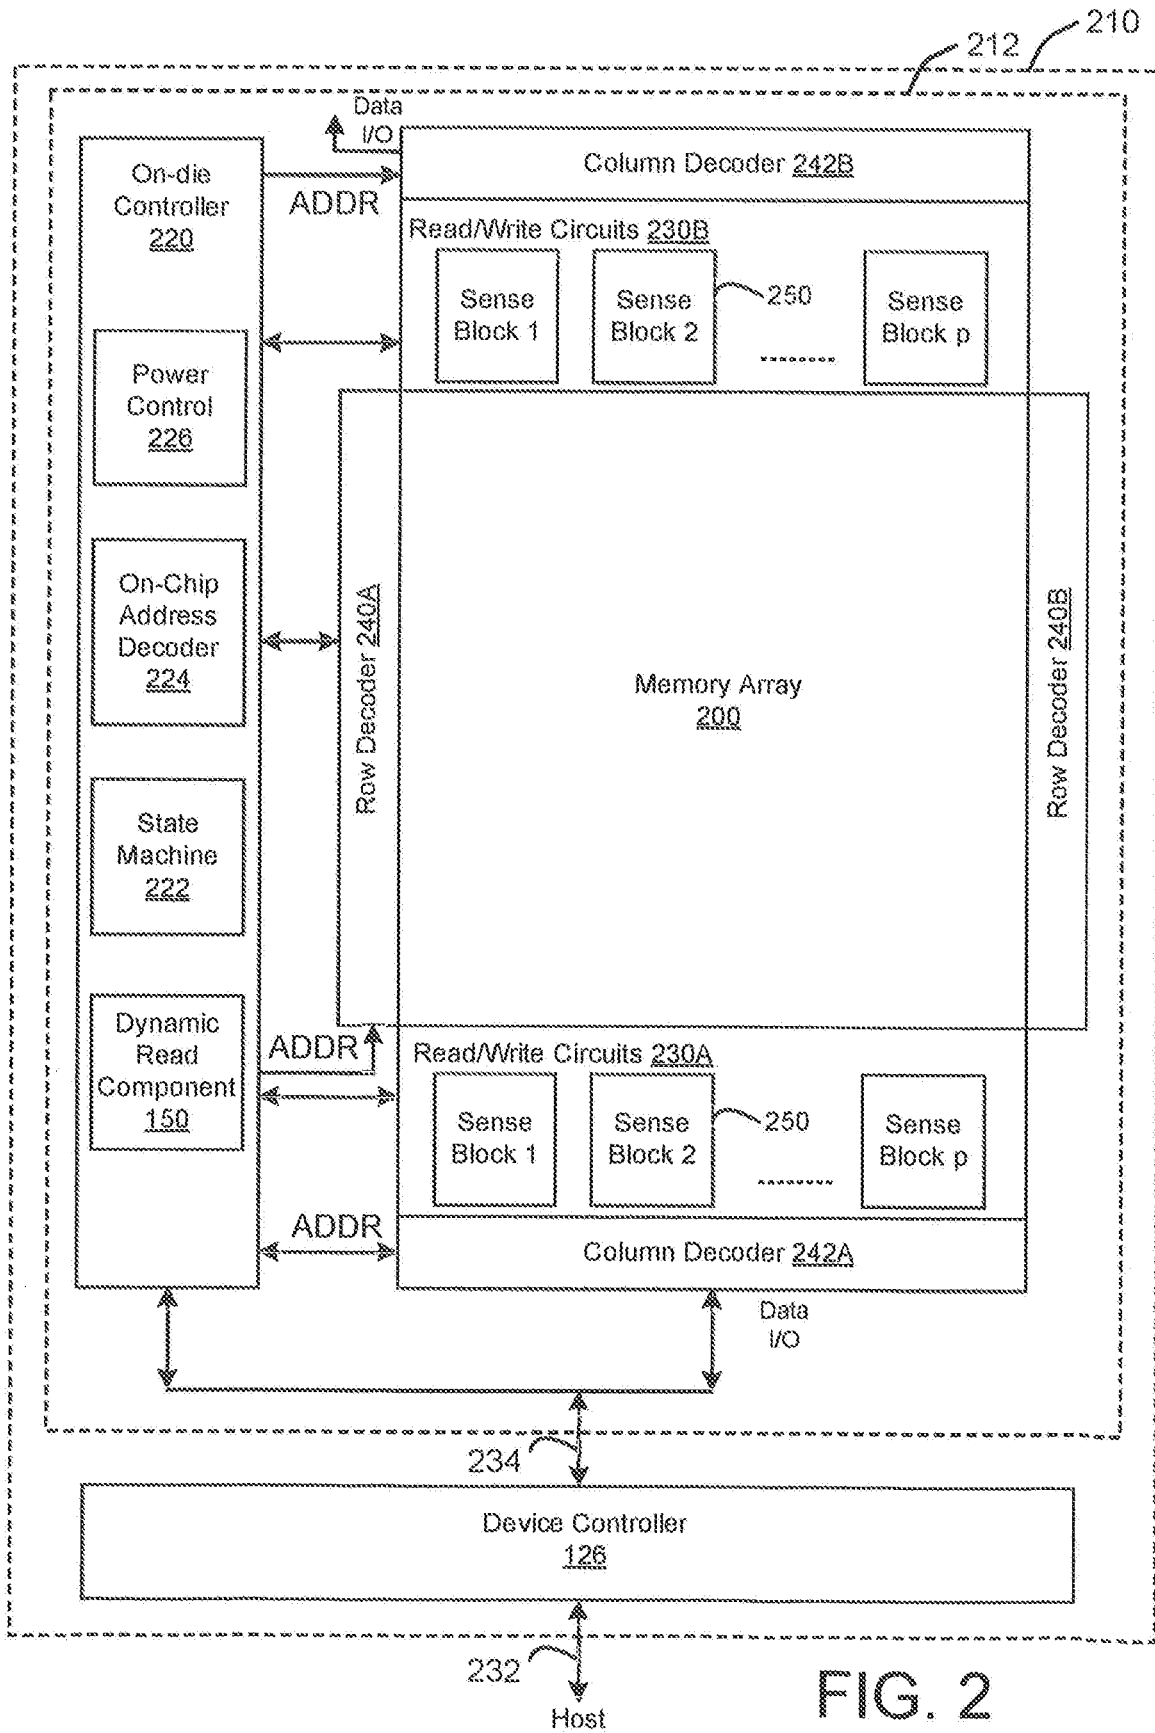 210
212
Data
I/O
On-die
Controller
220
ADDR
Column Decoder 242B
Read/Write Circuits 230B
Sense
Block 1
Sense
Block 2
250
........
Sense
Block p
Power
Control
226
On-Chip
Address
Decoder
224
State
Machine
222
Dynamic
Read
Component
150
Row Decoder 240A
Memory Array
200
Row Decoder 240B
ADDR
Read/Write Circuits 230A
Sense
Block 1
Sense
Block 2
250
........
Sense
Block p
ADDR
Column Decoder 242A
Data
I/O
234
Device Controller
126
232
Host
FIG. 2